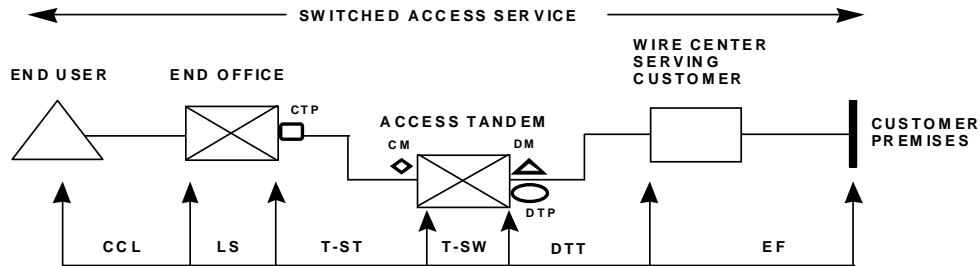 SWITCHED ACCESS SERVICE
WIRE CENTER
SERVING
CUSTOMER
END USER
END OFFICE
CTP
ACCESS TANDEM
CM
DM
CUSTOMER
PREMISES
DTP
CCL
LS
T-ST
T-SW
DTT
EF